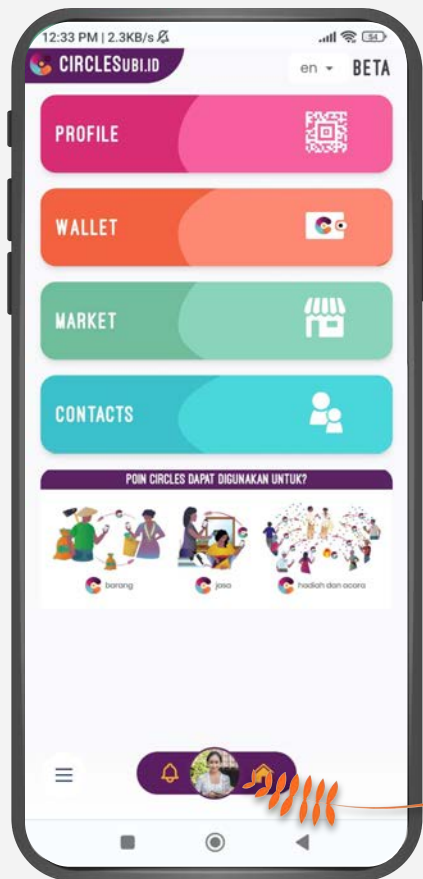 12:33 PM | 2.3KB/s
54
CIRCLESUBI.ID
en
BETA
PROFILE
WALLET
MARKET
CONTACTS
POIN CIRCLES DAPAT DIGUNAKAN UNTUK?
barang
jasa
hadiah dan acara